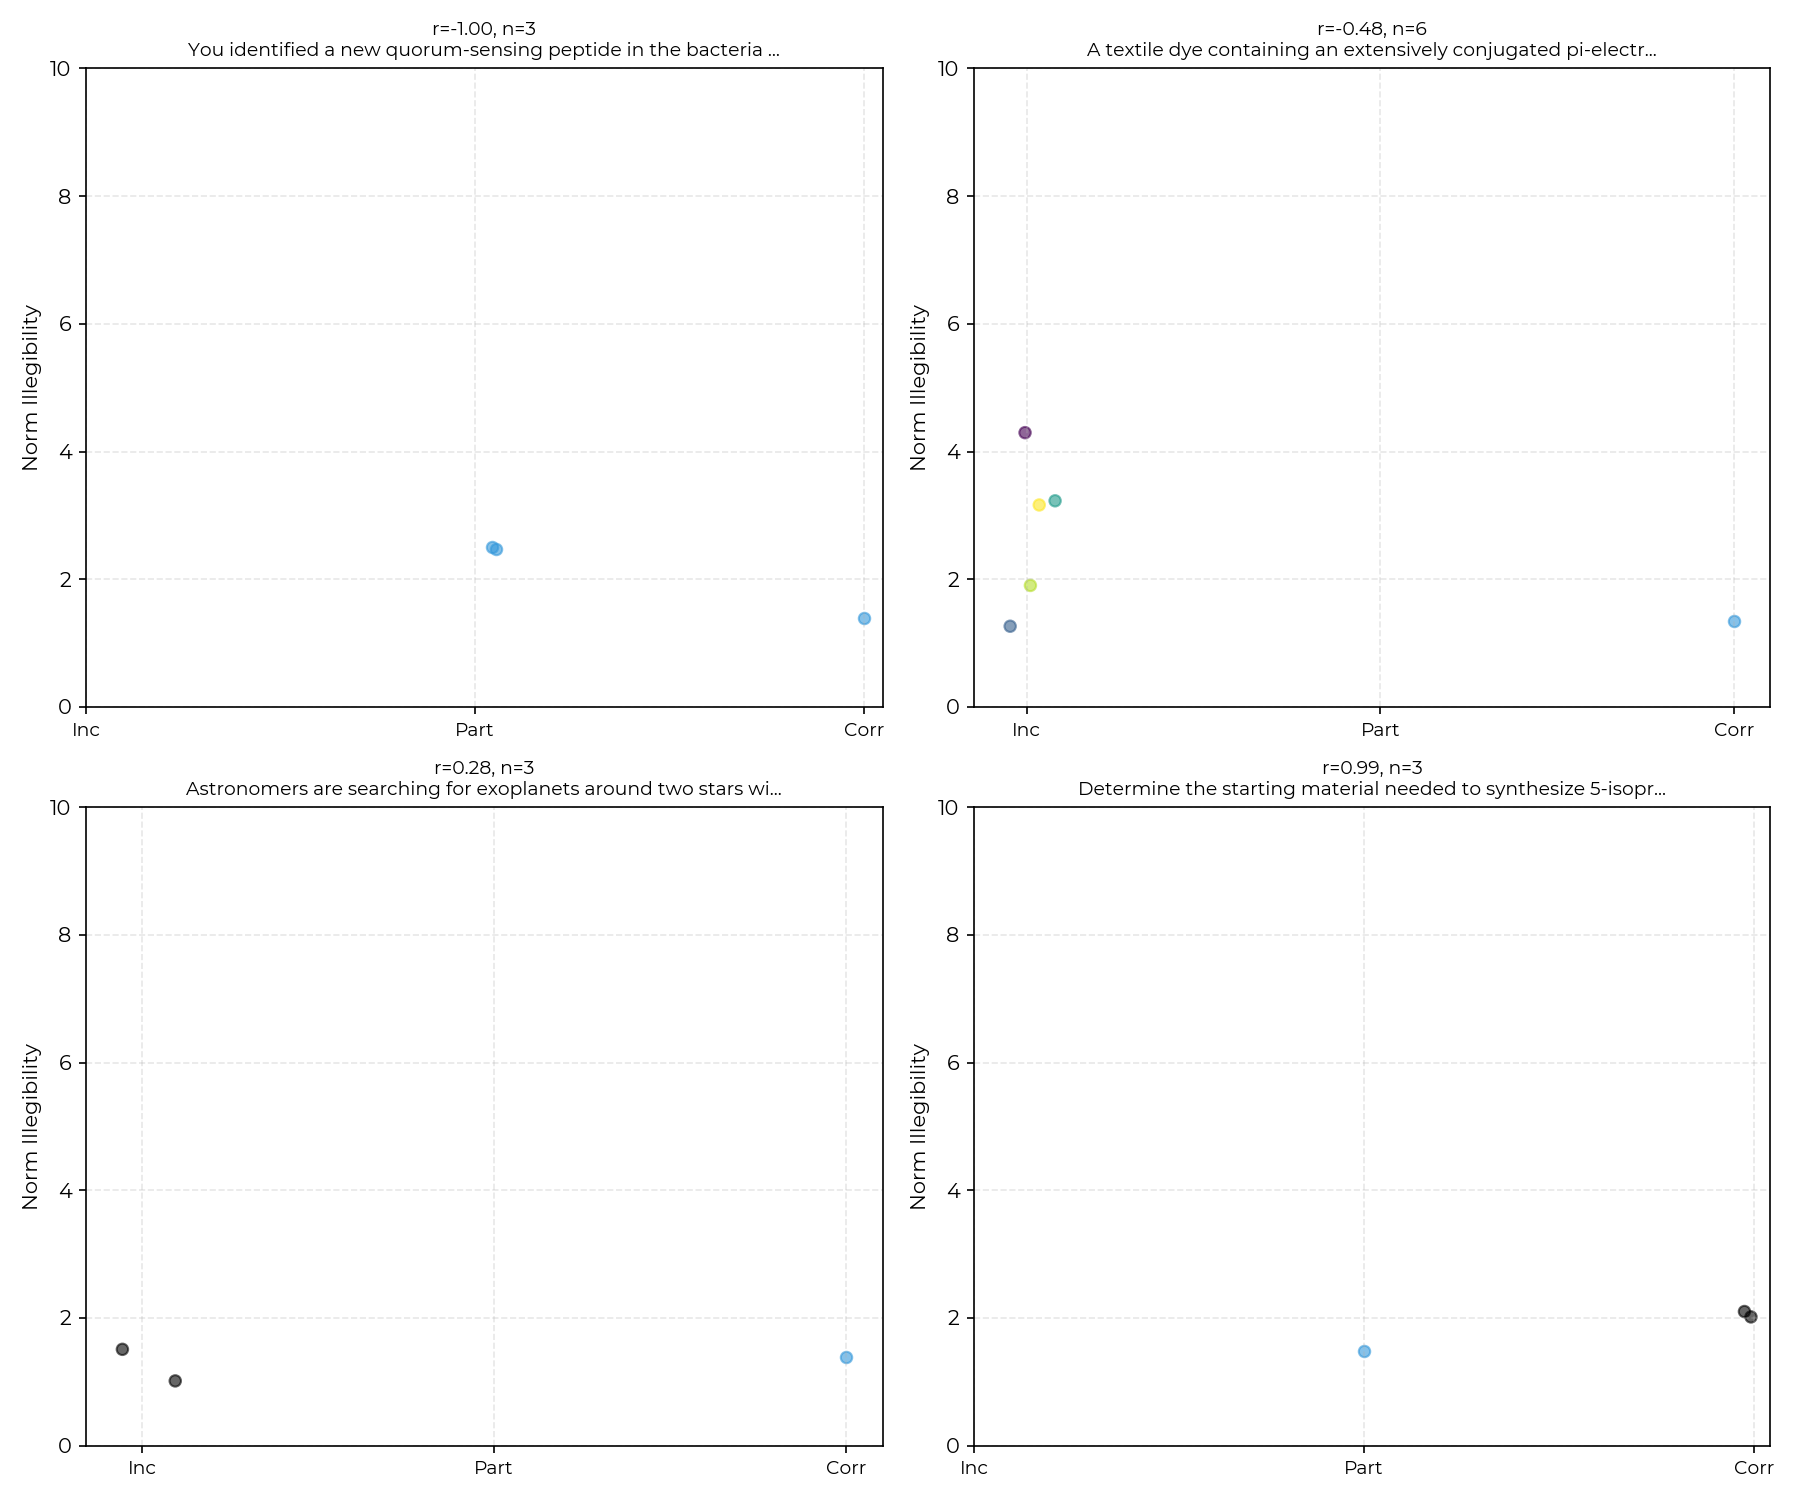 r=-1.00, n=3
You identified a new quorum-sensing peptide in the bacteria ...
10
8
6
4
2
0
Norm Illegibility
Inc
Part
Corr
r=-0.48, n=6
A textile dye containing an extensively conjugated pi-electr...
10
8
6
4
2
0
Norm Illegibility
Inc
Part
Corr
r=0.28, n=3
Astronomers are searching for exoplanets around two stars wi...
10
8
6
4
2
0
Norm Illegibility
Inc
Part
Corr
r=0.99, n=3
Determine the starting material needed to synthesize 5-isopr...
10
8
6
4
2
0
Norm Illegibility
Inc
Part
Corr